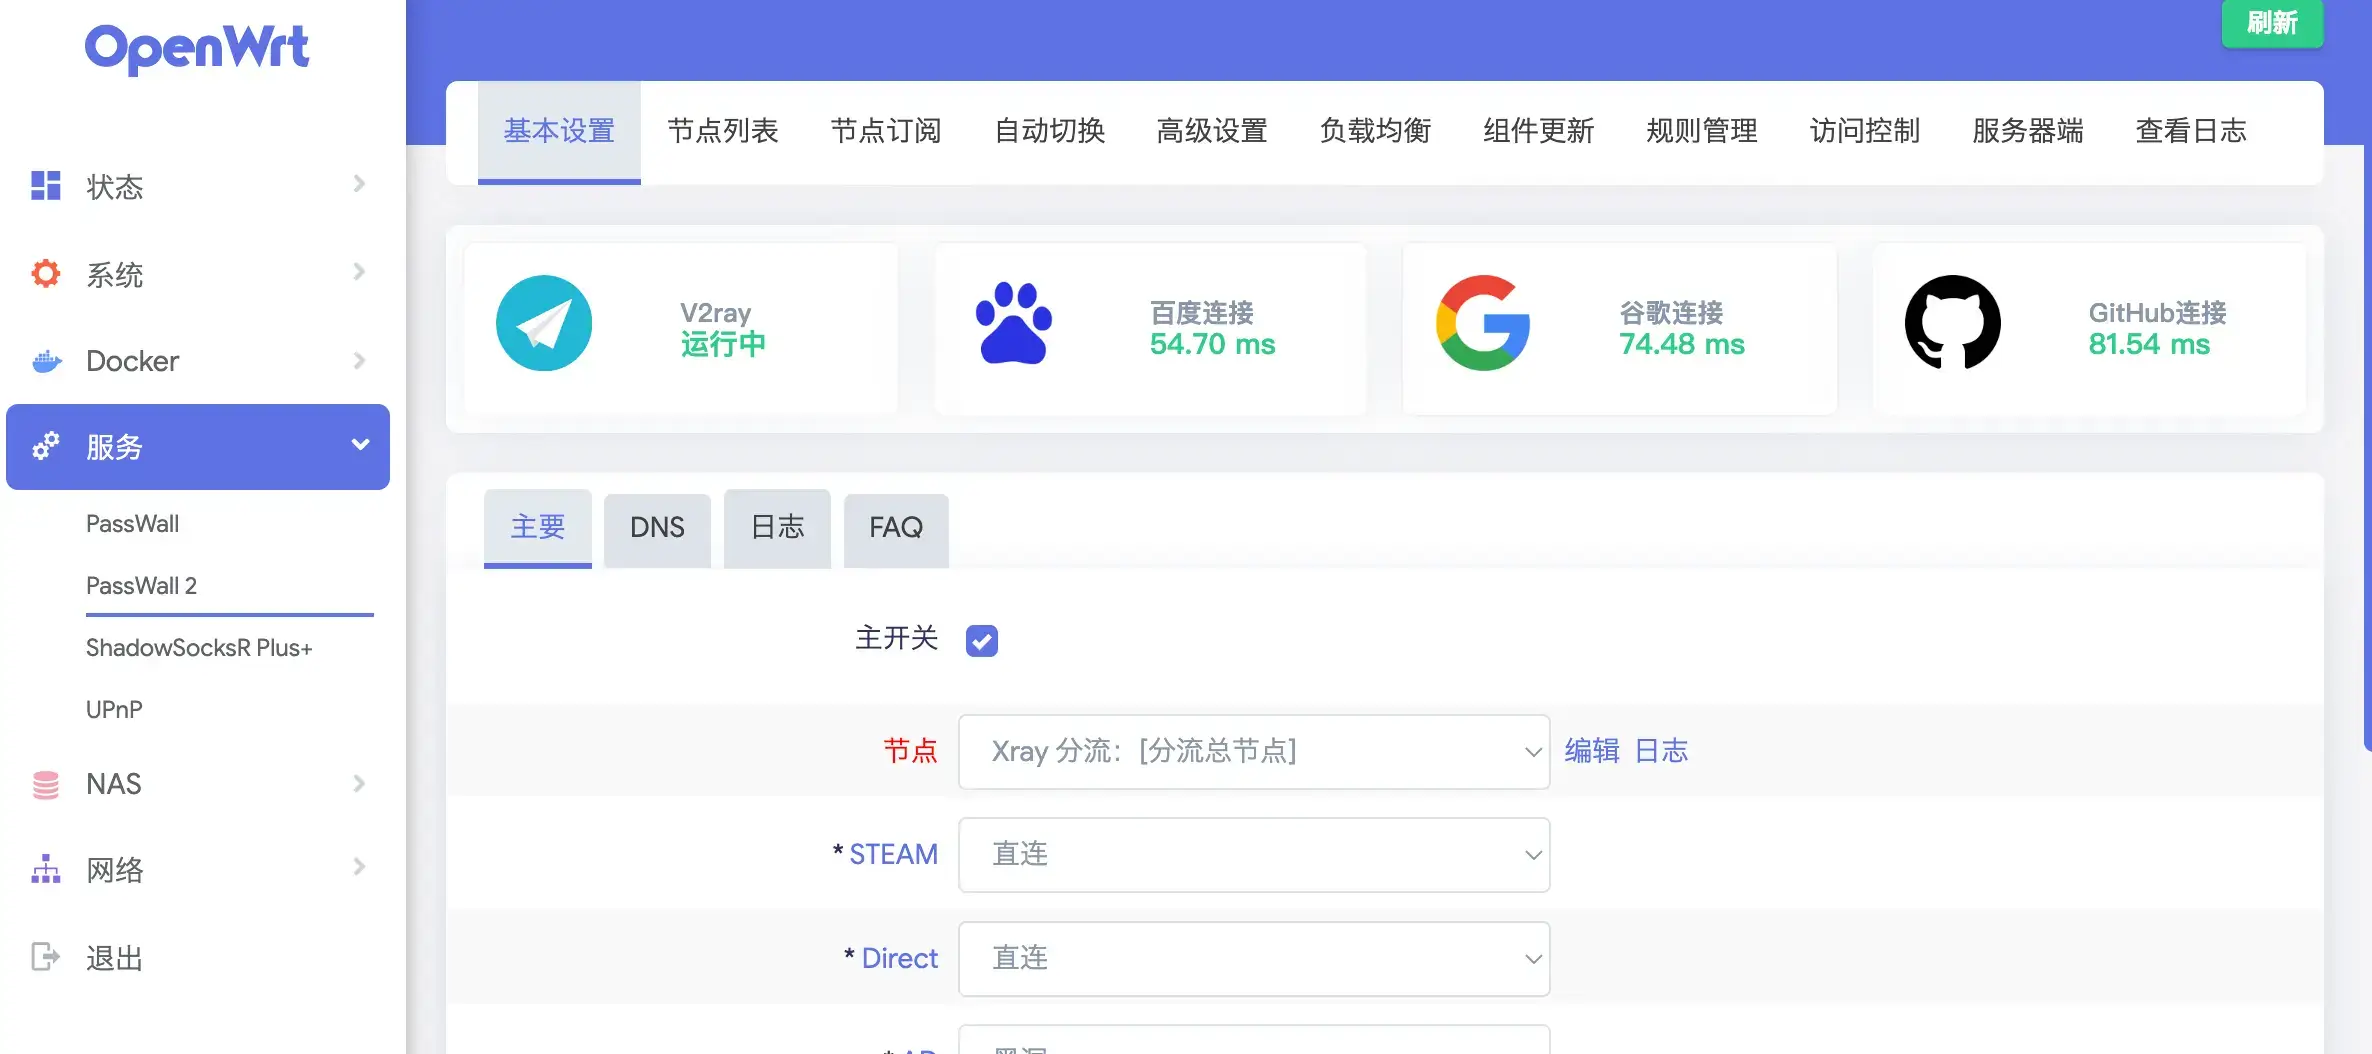 OpenWrt
刷新
状态
系统
Docker
服务
PassWall
PassWall 2
ShadowSocksR Plus+
UPnP
NAS
网络
退出
基本设置 节点列表 节点订阅 自动切换 高级设置 负载均衡 组件更新 规则管理 访问控制 服务器端 查看日志
V2ray
运行中
百度连接
54.70 ms
谷歌连接
74.48 ms
GitHub连接
81.54 ms
主要 DNS 日志 FAQ
主开关
节点 Xray 分流：[分流总节点] 编辑 日志
* STEAM 直连
* Direct 直连